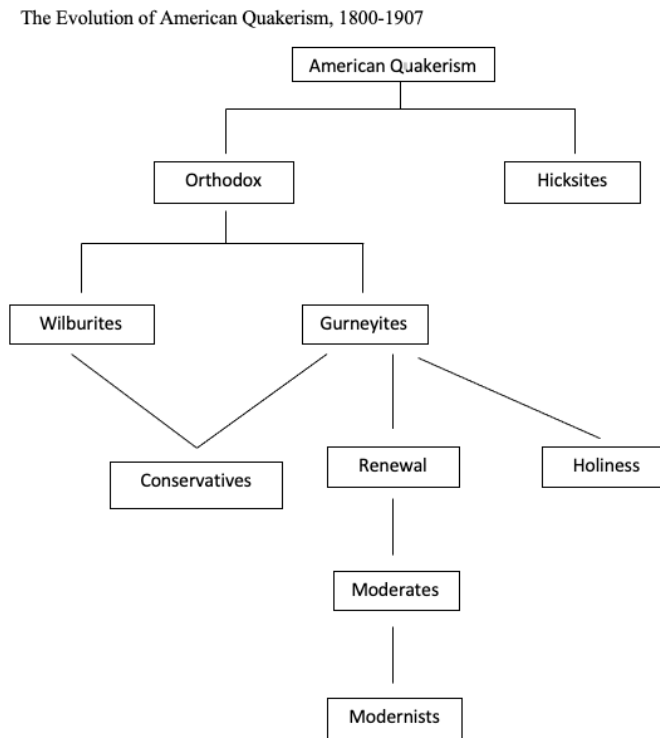 The Evolution of American Quakerism, 1800-1907
American Quakerism
Orthodox
Hicksites
Wilburites
Gurneyites
Conservatives
Renewal
Holiness
Moderates
Modernists